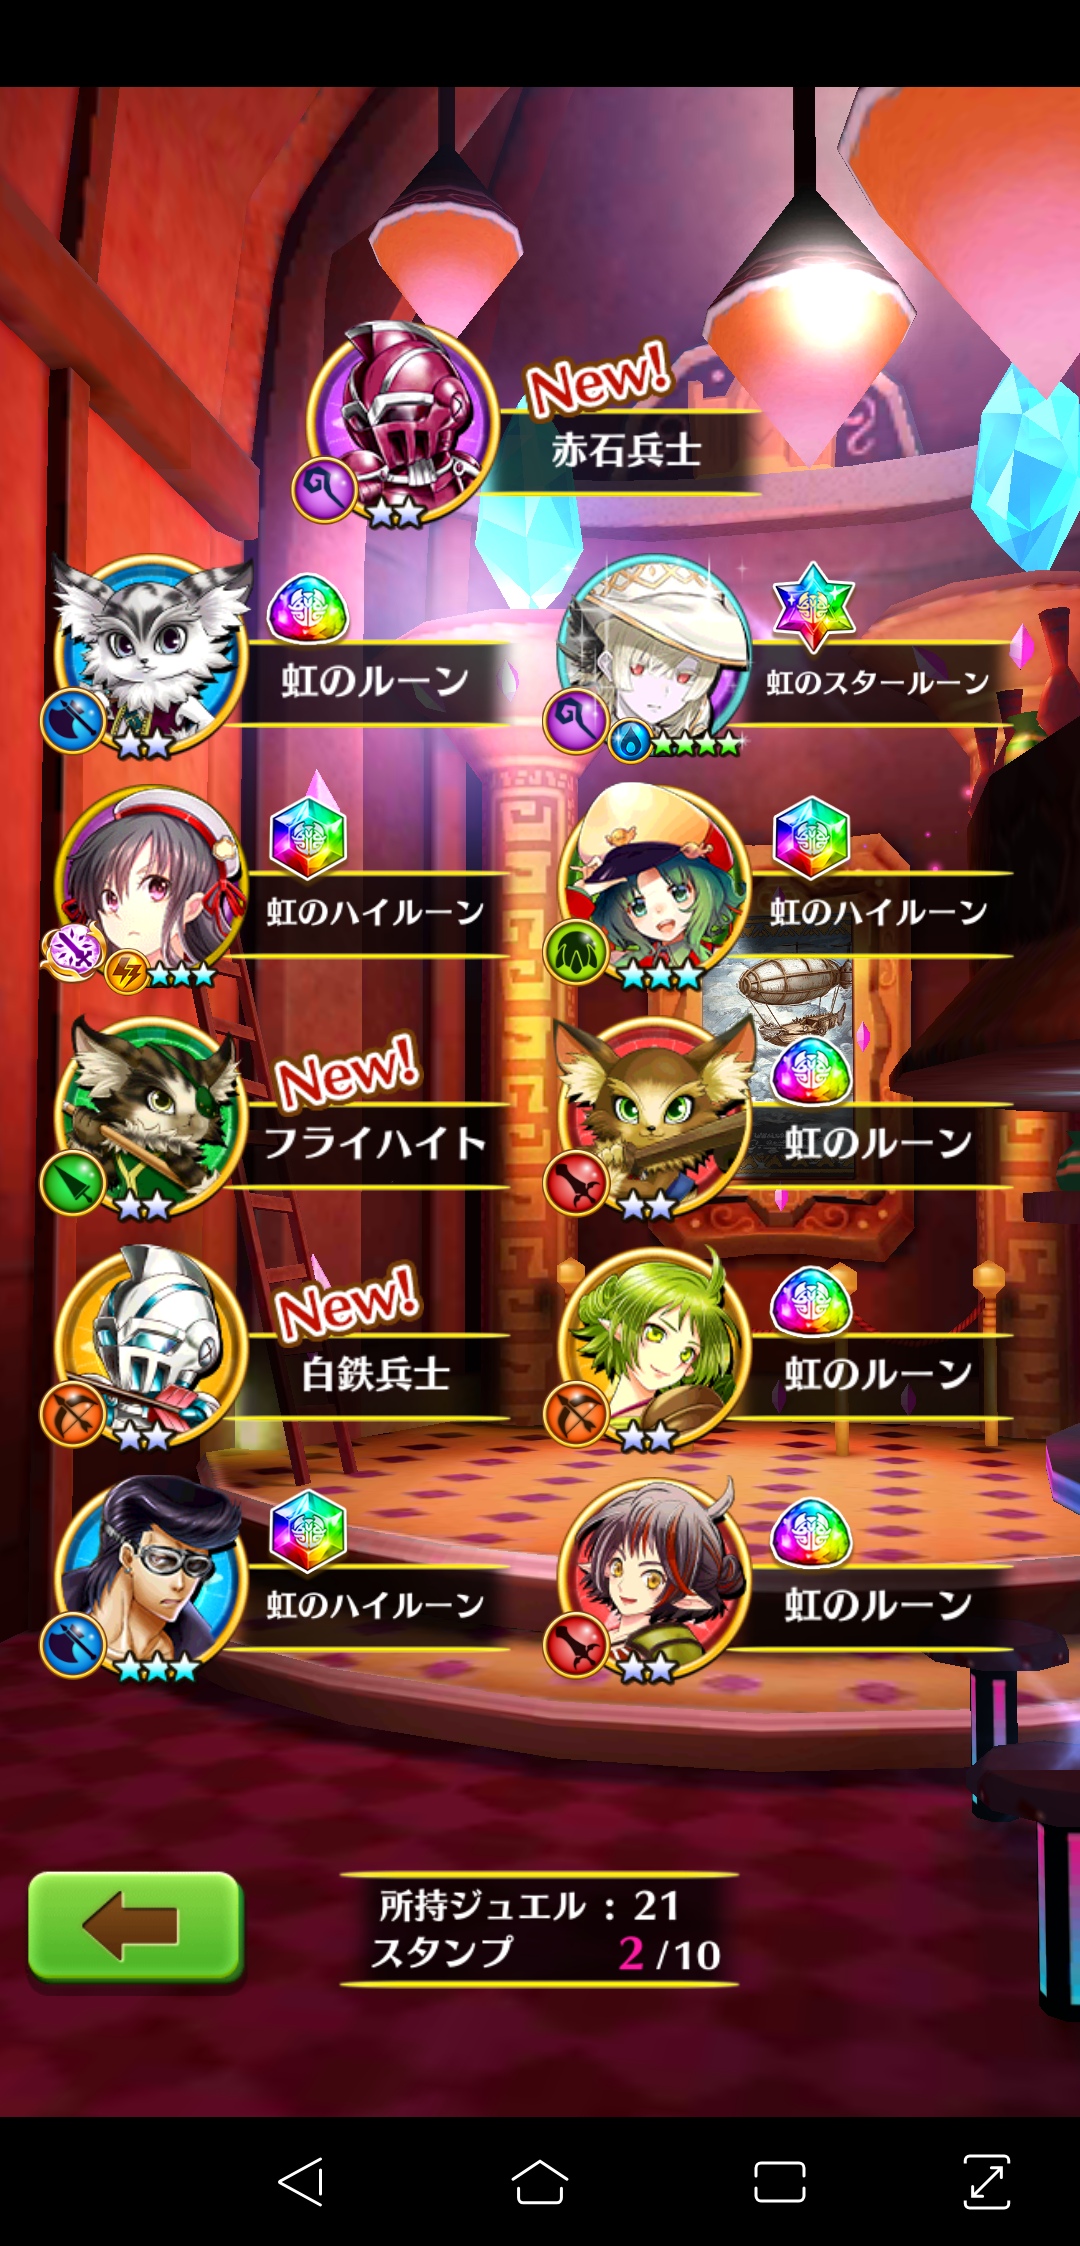 New!
赤石兵士
虹のルーン
虹のスタールーン
虹のハイルーン
虹のハイルーン
New!
フライハイト
虹のルーン
New!
白鉄兵士
虹のルーン
虹のハイルーン
虹のルーン
所持ジュエル : 21
スタンプ 2/10